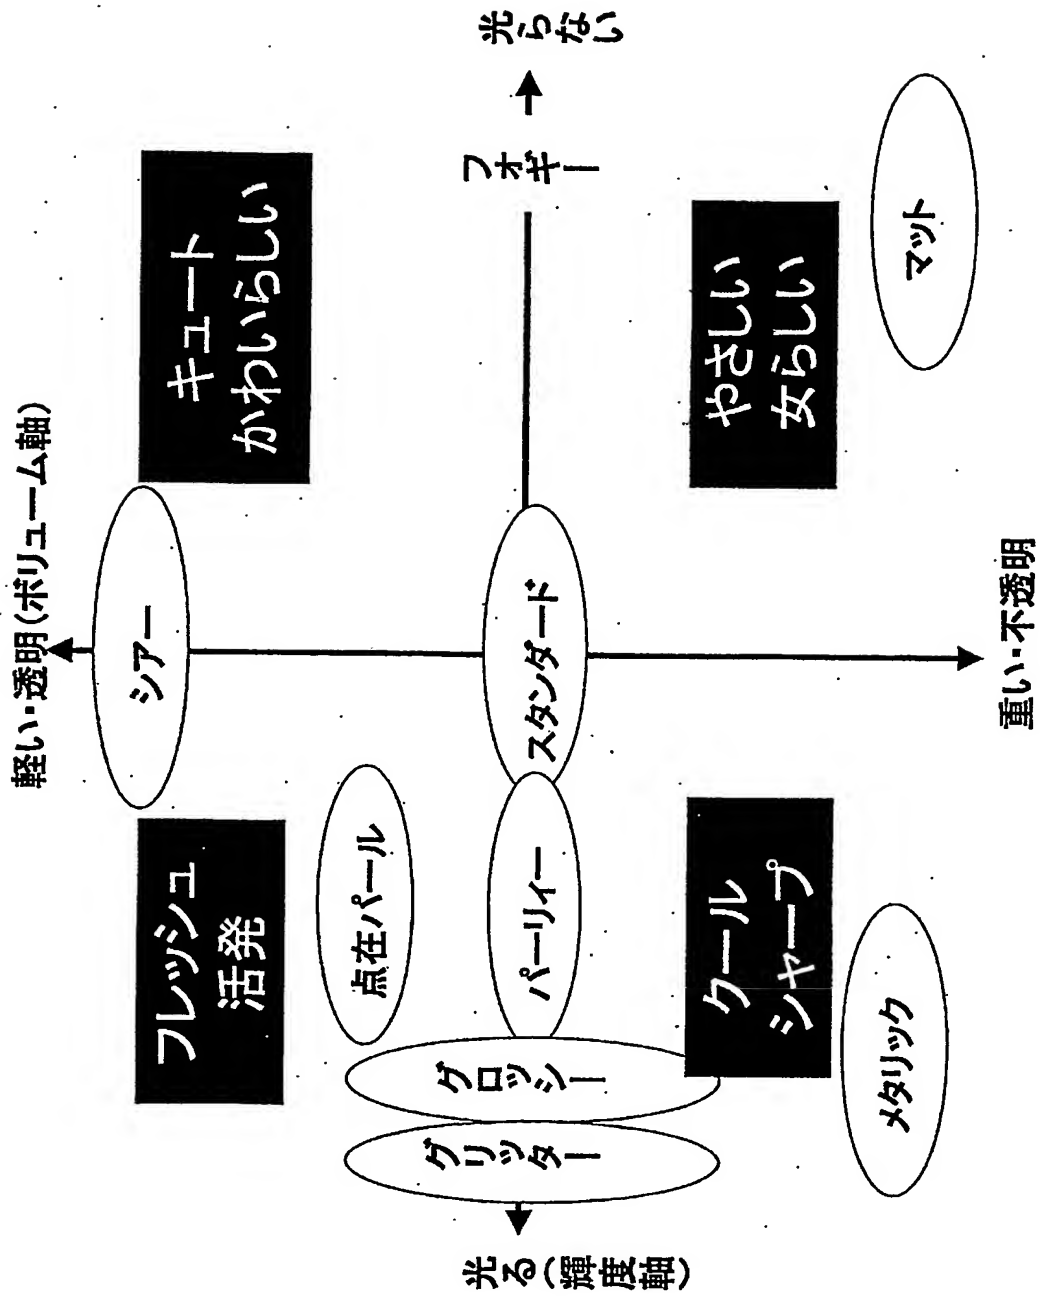 軽い・透明(ボリューム軸)
シアー
フレッシュ
活発
キュート
かわいらしい
点在パール
光る(輝度軸)
グリッター
グロッシー
パーリィー
スタンダード
フォギー
光らない
クール
シャープ
やさしい
女らしい
メタリック
マット
重い・不透明